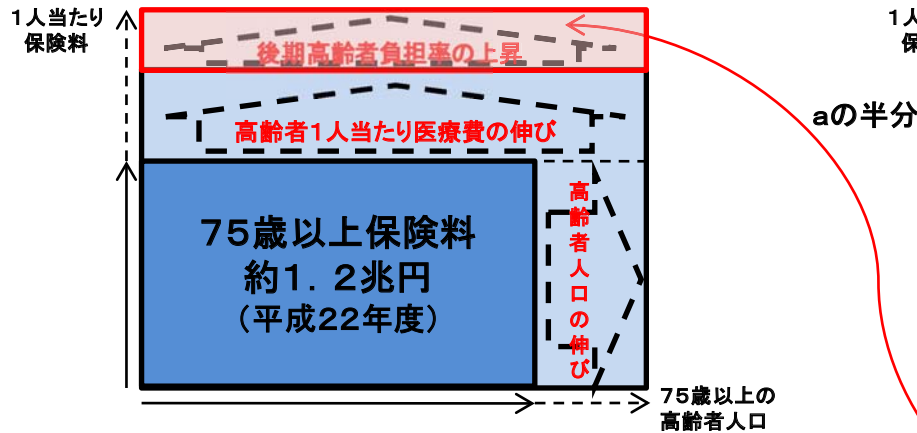 1人当たり
保険料
後期高齢者負担率の上昇
高齢者1人当たり医療費の伸び
75歳以上保険料
約1.2兆円
(平成22年度)
高齢者人口の伸び
75歳以上の
高齢者人口
1人
保
aの半分